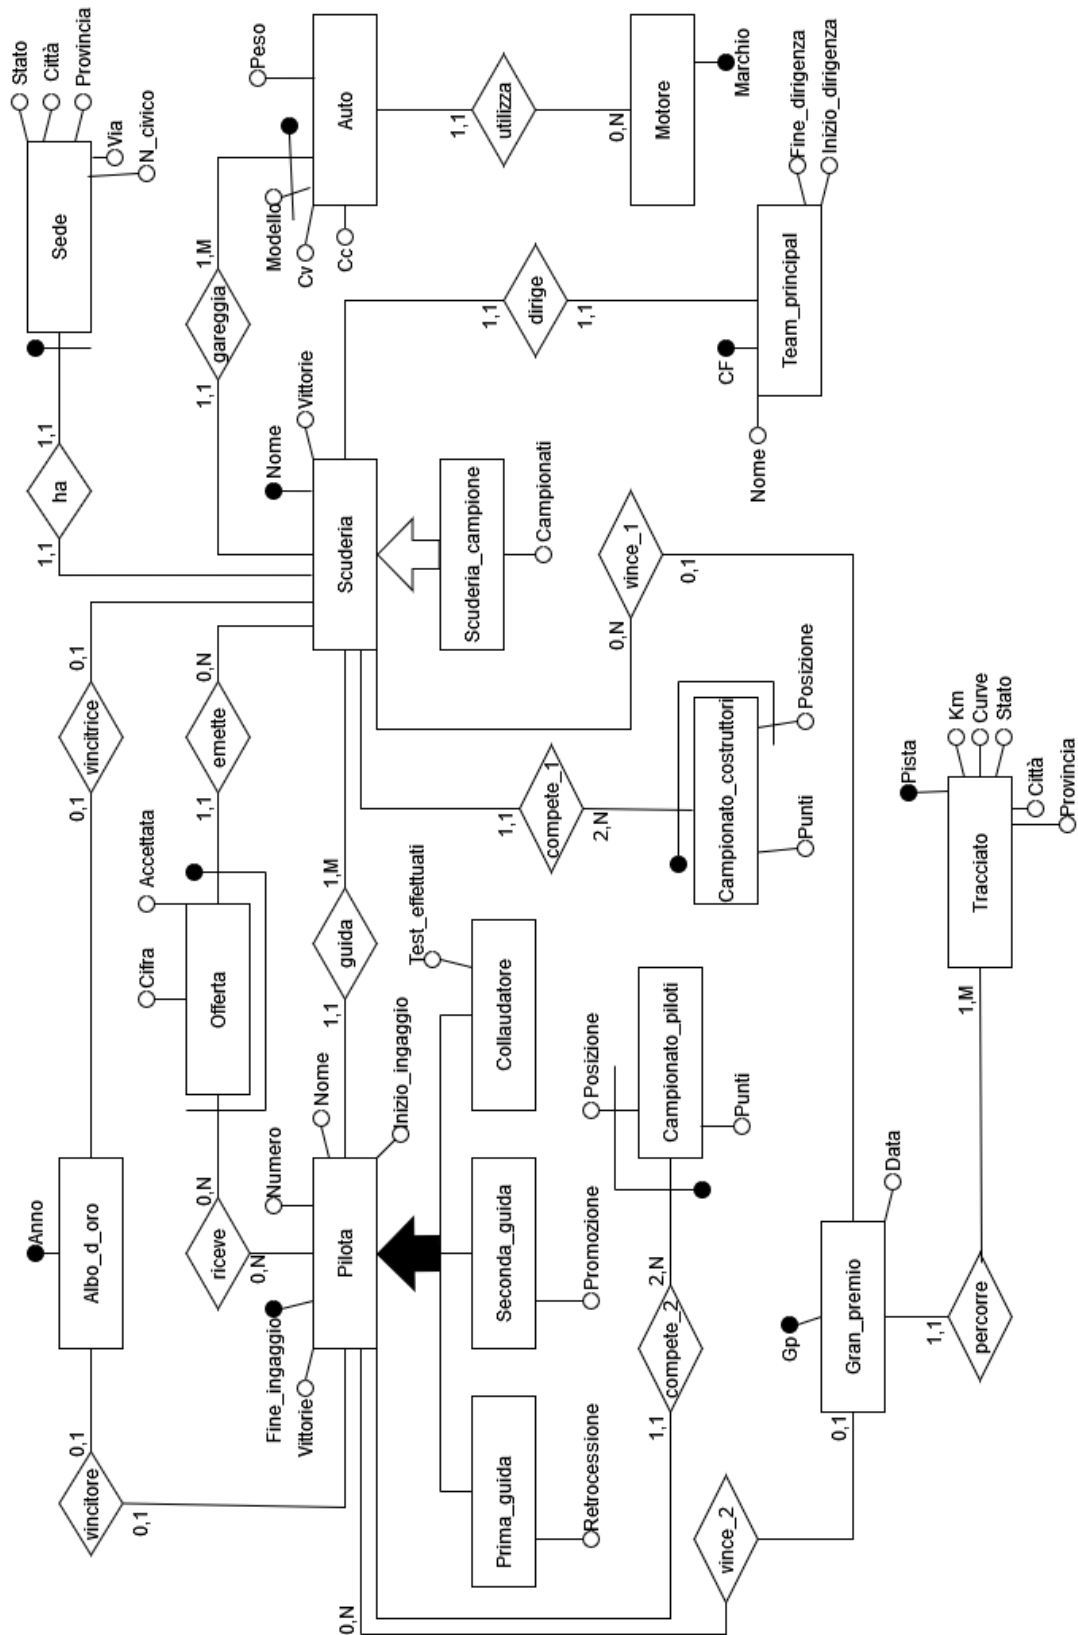 Anno
Albo_d_oro
0,1
vincitore
0,1
0,1
vincitrice
0,1
Stato
Città
Provincia
Via
N_civico
Sede
1,1
ha
1,1
Cifra
Accettata
Offerta
1,1
emette
0,N
0,N
riceve
0,N
1,1
gareggia
1,M
Peso
Modello
Cv
Cc
Auto
1,1
utilizza
0,N
Motore
Marchio
Fine_ingaggio
Vittorie
Numero
Nome
Inizio_ingaggio
Pilota
1,1
guida
1,M
Nome
Vittorie
Scuderia
Scuderia_campione
Campionati
1,1
dirige
1,1
CF
Nome
Team_principal
Fine_dirigenza
Inizio_dirigenza
Prima_guida
Retrocessione
Seconda_guida
Promozione
Collaudatore
Test_effettuati
1,1
compete_1
2,N
Campionato_costruttori
Punti
Posizione
0,N
vince_1
0,1
1,1
compete_2
2,N
Campionato_piloti
Posizione
Punti
0,N
vince_2
0,1
Gp
Gran_premio
Data
1,1
percorre
1,M
Tracciato
Pista
Km
Curve
Stato
Città
Provincia